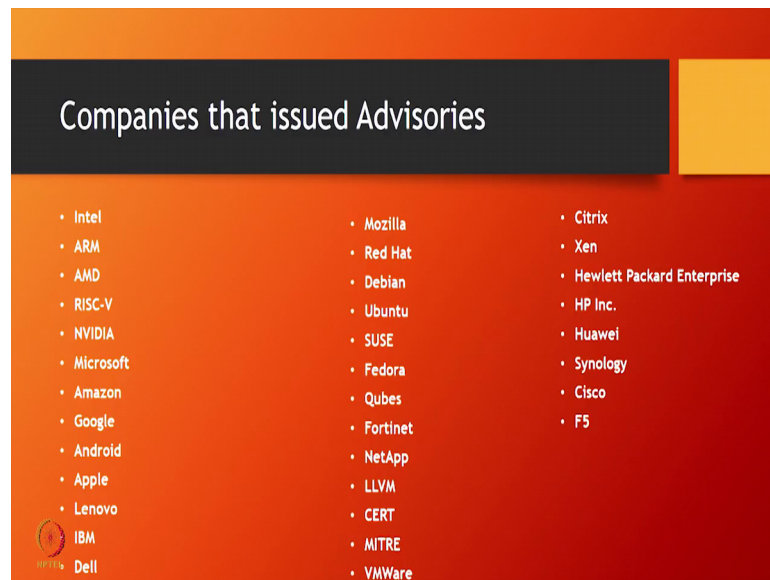 Companies that issued Advisories
• Intel
• ARM
• AMD
• RISC-V
• NVIDIA
• Microsoft
• Amazon
• Google
• Android
• Apple
• Lenovo
• IBM
• Dell
• Mozilla
• Red Hat
• Debian
• Ubuntu
• SUSE
• Fedora
• Qubes
• Fortinet
• NetApp
• LLVM
• CERT
• MITRE
• VMWare
• Citrix
• Xen
• Hewlett Packard Enterprise
• HP Inc.
• Huawei
• Synology
• Cisco
• F5
NPTEL